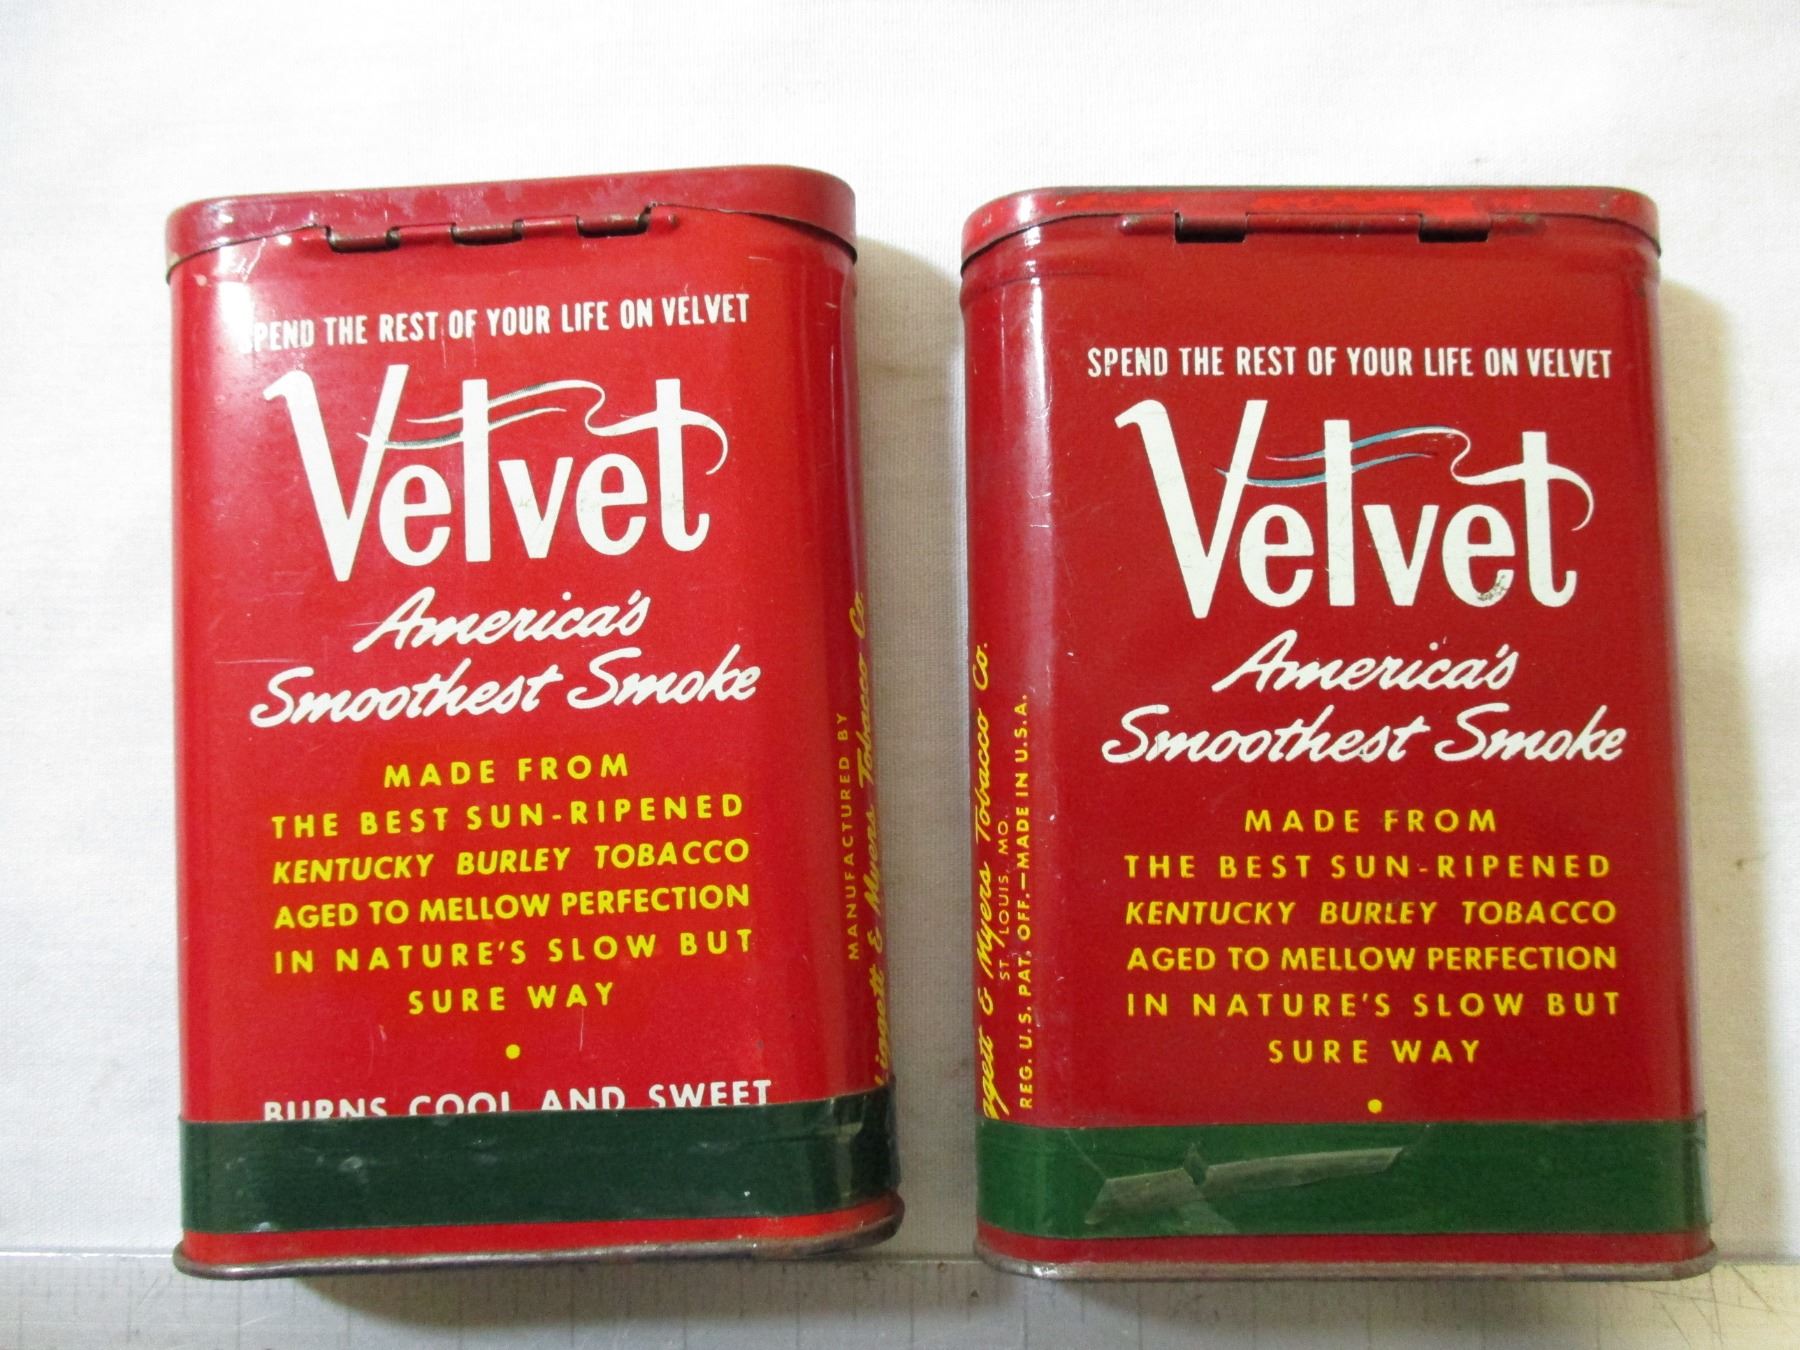 SPEND THE REST OF YOUR LIFE ON VELVET
Velvet
America's
Smoothest Smoke
MADE FROM
THE BEST SUN-RIPENED
KENTUCKY BURLEY TOBACCO
AGED TO MELLOW PERFECTION
IN NATURE'S SLOW BUT
SURE WAY
BURNS COOL AND SWEET
MANUFACTURED BY
Liggett & Myers Tobacco Co.
SPEND THE REST OF YOUR LIFE ON VELVET
Velvet
America's
Smoothest Smoke
MADE FROM
THE BEST SUN-RIPENED
KENTUCKY BURLEY TOBACCO
AGED TO MELLOW PERFECTION
IN NATURE'S SLOW BUT
SURE WAY
ggett & Myers Tobacco Co.
ST. LOUIS, MO.
REG. U.S. PAT. OFF.—MADE IN U.S.A.